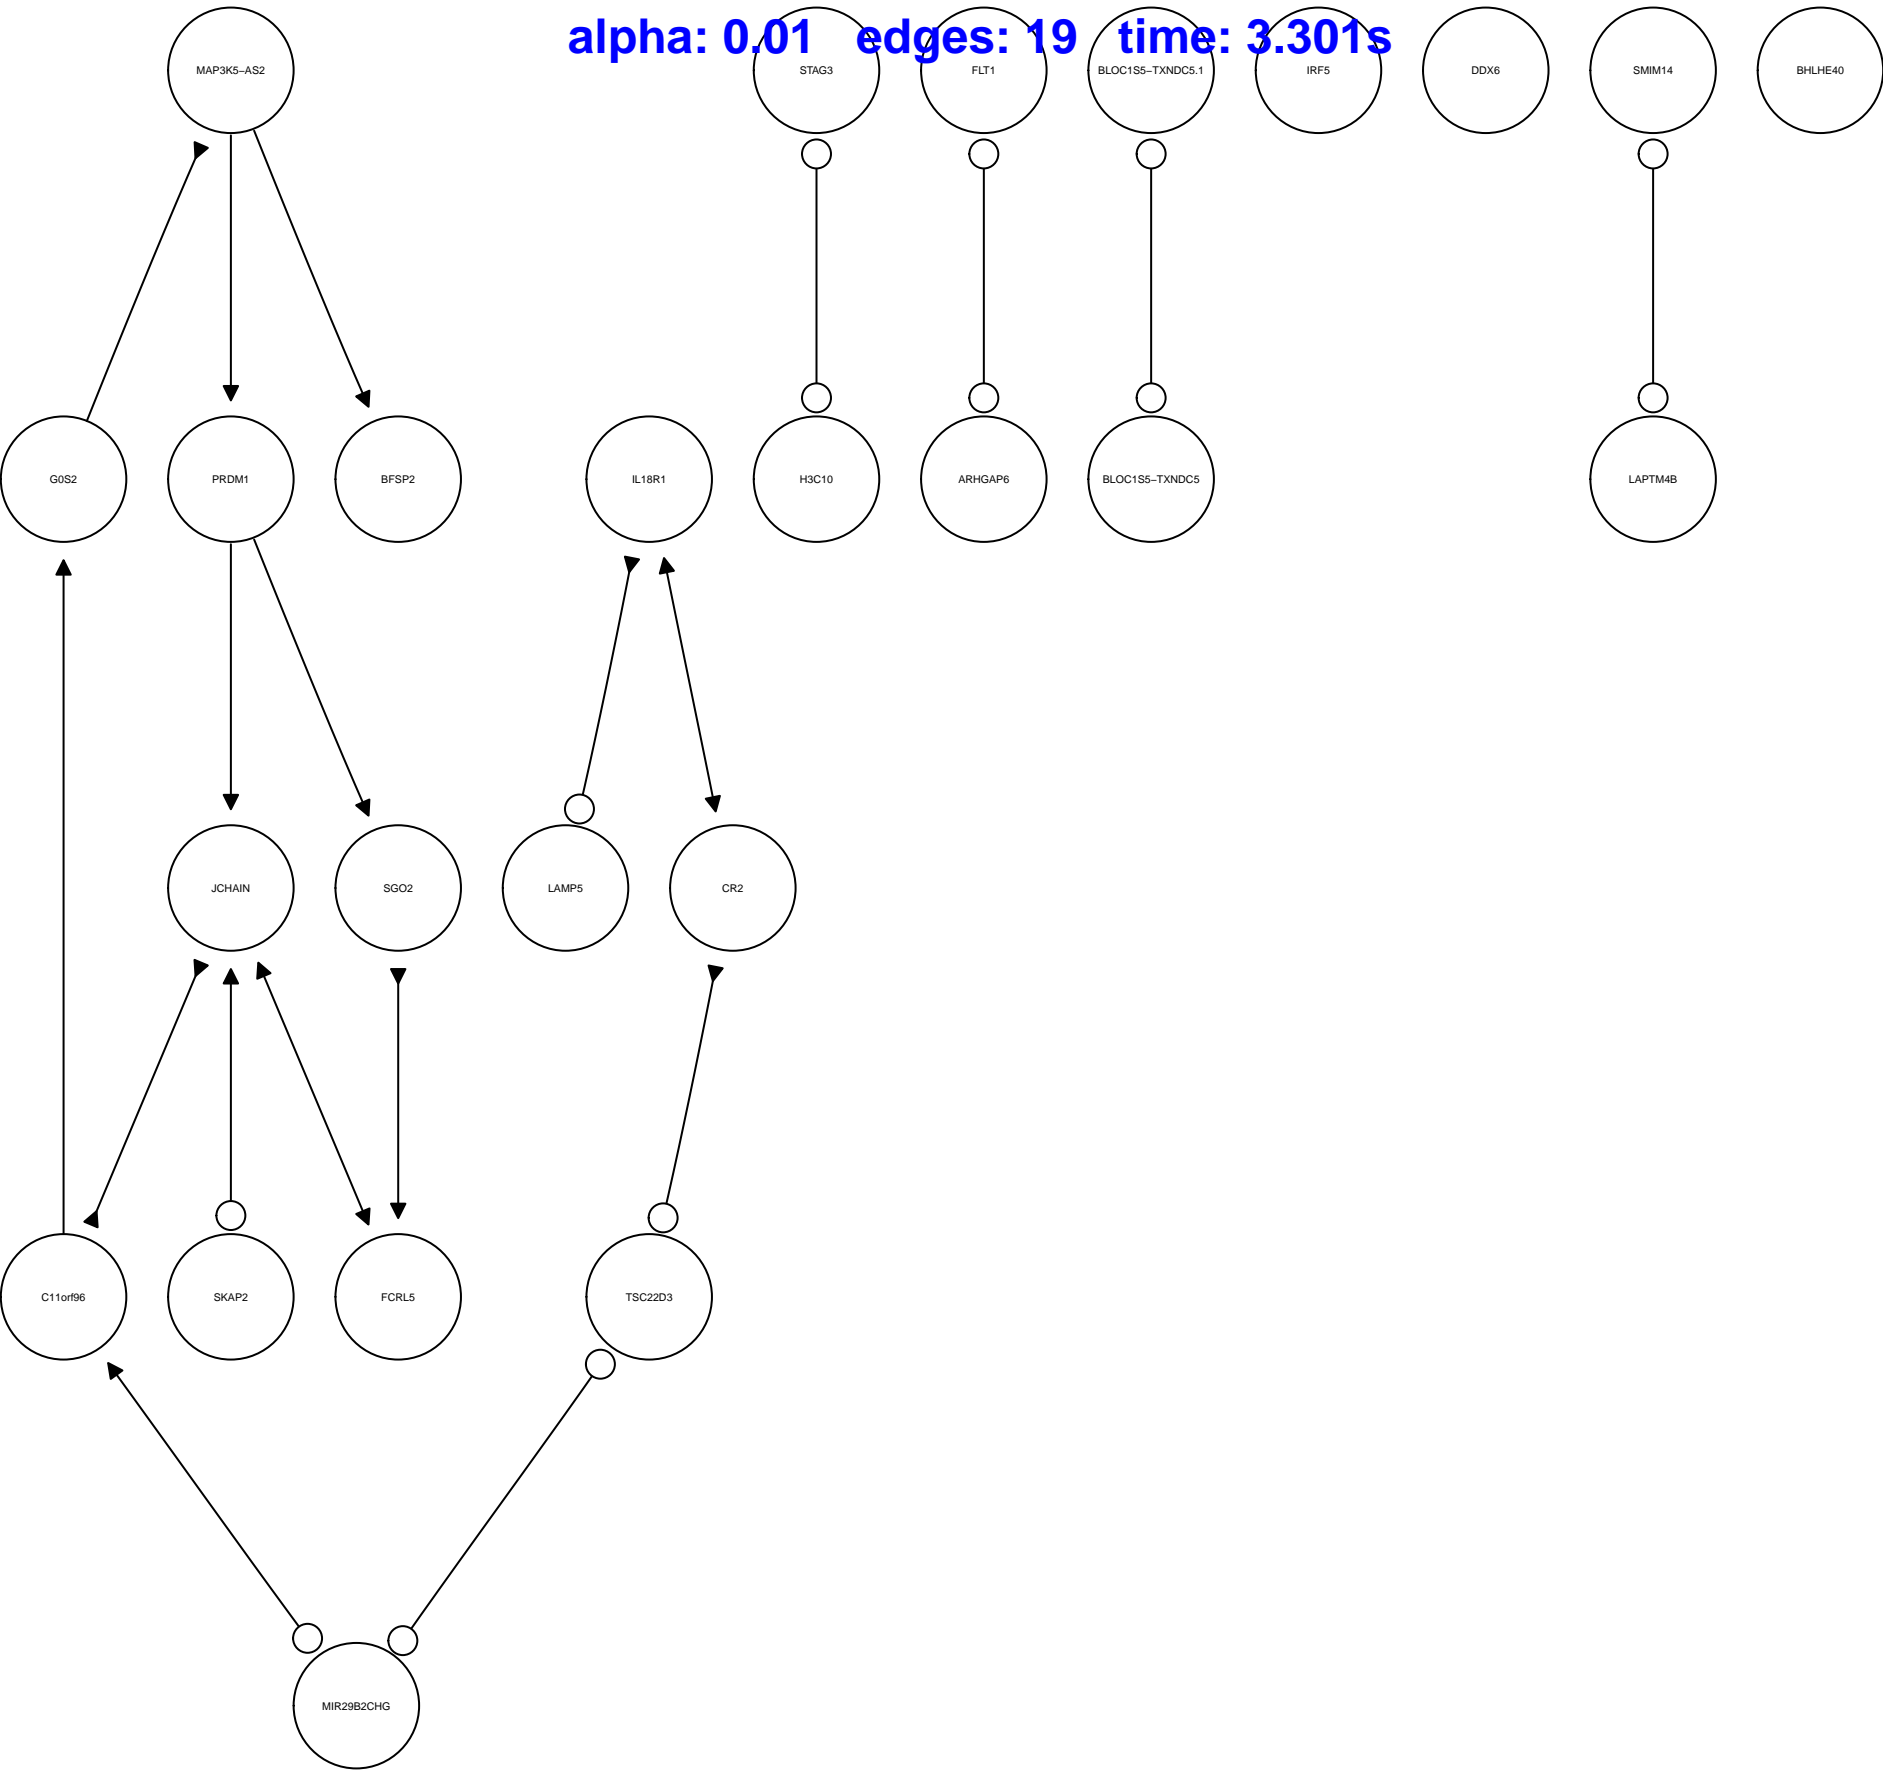 alpha: 0.01 edges: 19 time: 3.301s
MAP3K5−AS2
STAG3
FLT1
BLOC1S5−TXNDC5.1
IRF5
DDX6
SMIM14
BHLHE40
G0S2
PRDM1
BFSP2
IL18R1
H3C10
ARHGAP6
BLOC1S5−TXNDC5
LAPTM4B
JCHAIN
SGO2
LAMP5
CR2
C11orf96
SKAP2
FCRL5
TSC22D3
MIR29B2CHG